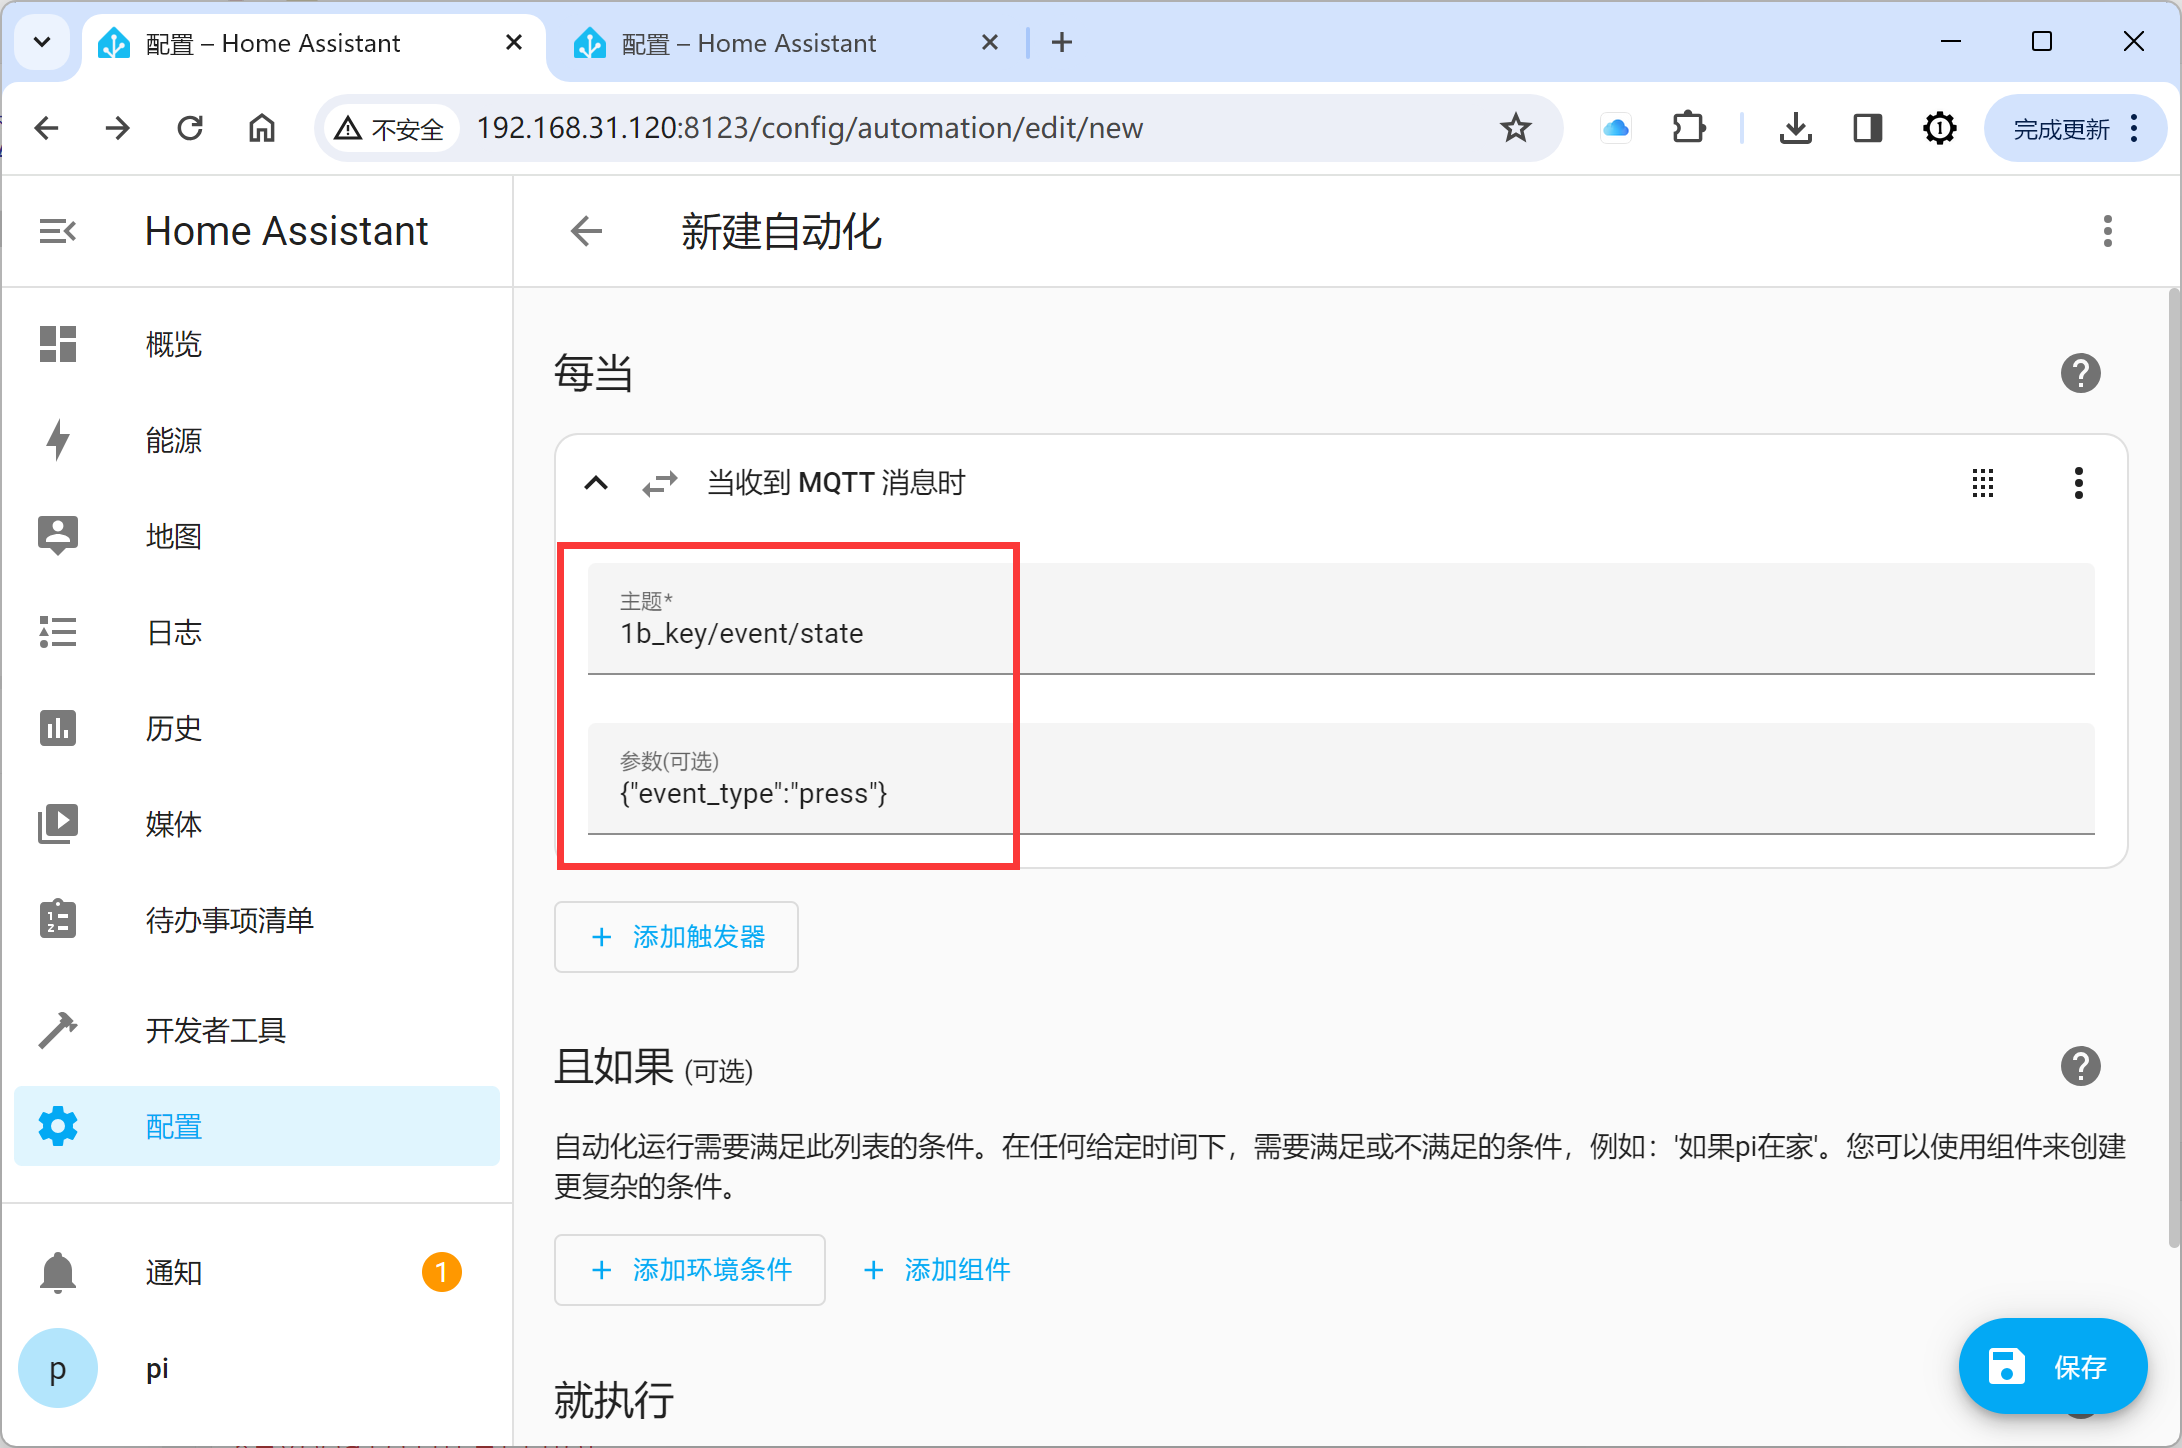 配置 – Home Assistant
配置 – Home Assistant
不安全
192.168.31.120:8123/config/automation/edit/new
完成更新
Home Assistant
新建自动化
概览
能源
地图
日志
历史
媒体
待办事项清单
开发者工具
配置
通知
1
p
pi
每当
当收到 MQTT 消息时
主题*
1b_key/event/state
参数(可选)
{"event_type":"press"}
添加触发器
且如果 (可选)
自动化运行需要满足此列表的条件。在任何给定时间下，需要满足或不满足的条件，例如：'如果pi在家'。您可以使用组件来创建
更复杂的条件。
添加环境条件
添加组件
就执行
保存